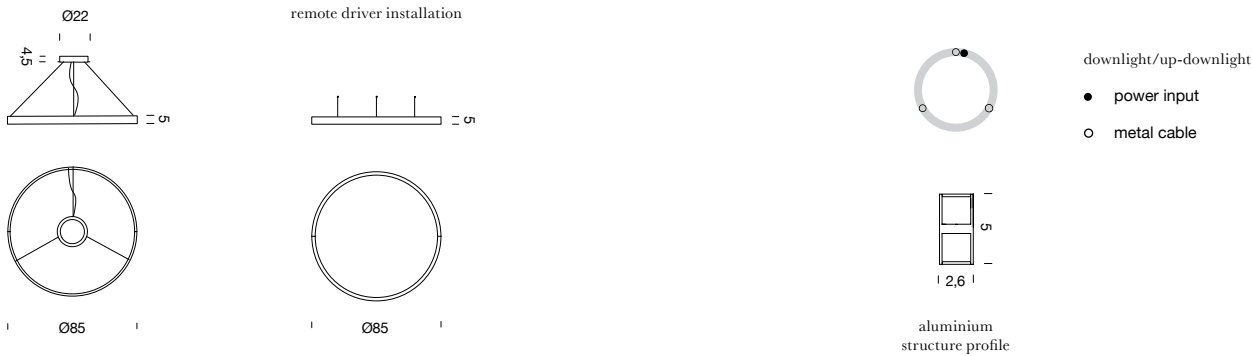 Ø22
4,5
5
Ø85
remote driver installation
5
Ø85
downlight/up-downlight
power input
metal cable
5
2,6
aluminium
structure profile